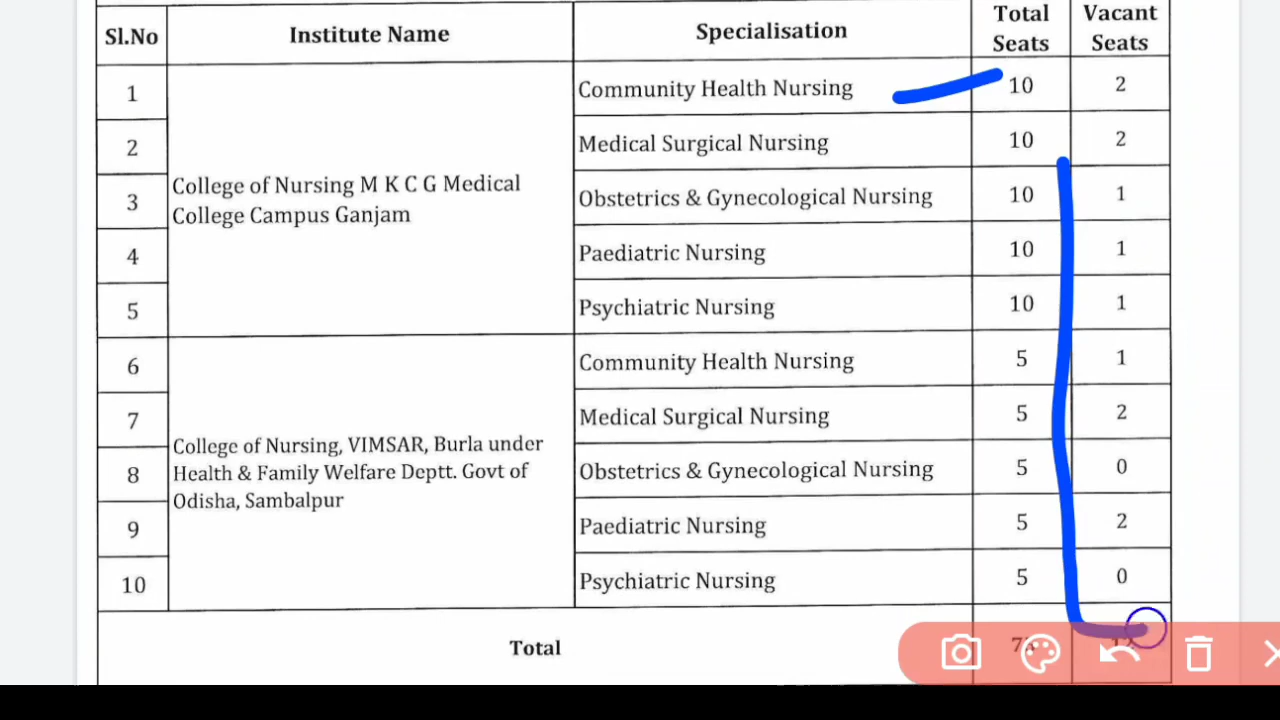 Sl.No Institute Name Specialisation Total Seats Vacant Seats
1 College of Nursing M K C G Medical College Campus Ganjam Community Health Nursing 10 2
2 Medical Surgical Nursing 10 2
3 Obstetrics & Gynecological Nursing 10 1
4 Paediatric Nursing 10 1
5 Psychiatric Nursing 10 1
6 College of Nursing, VIMSAR, Burla under Health & Family Welfare Deptt. Govt of Odisha, Sambalpur Community Health Nursing 5 1
7 Medical Surgical Nursing 5 2
8 Obstetrics & Gynecological Nursing 5 0
9 Paediatric Nursing 5 2
10 Psychiatric Nursing 5 0
Total